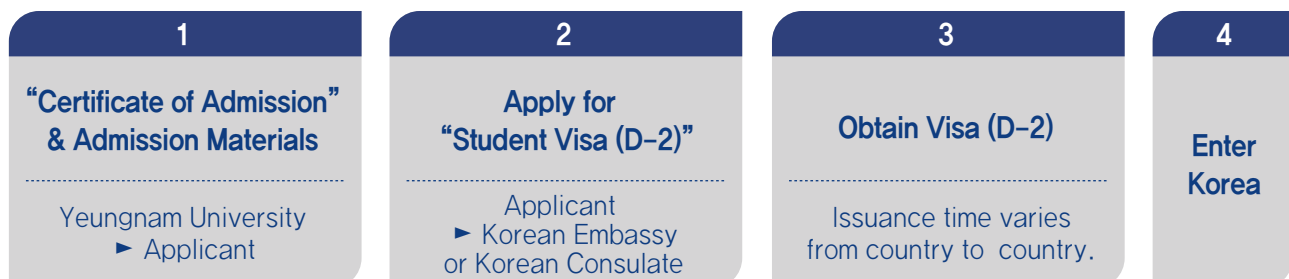 1
“Certificate of Admission”
& Admission Materials
Yeungnam University
► Applicant
2
Apply for
“Student Visa (D-2)”
Applicant
► Korean Embassy
or Korean Consulate
3
Obtain Visa (D-2)
Issuance time varies
from country to country.
4
Enter
Korea